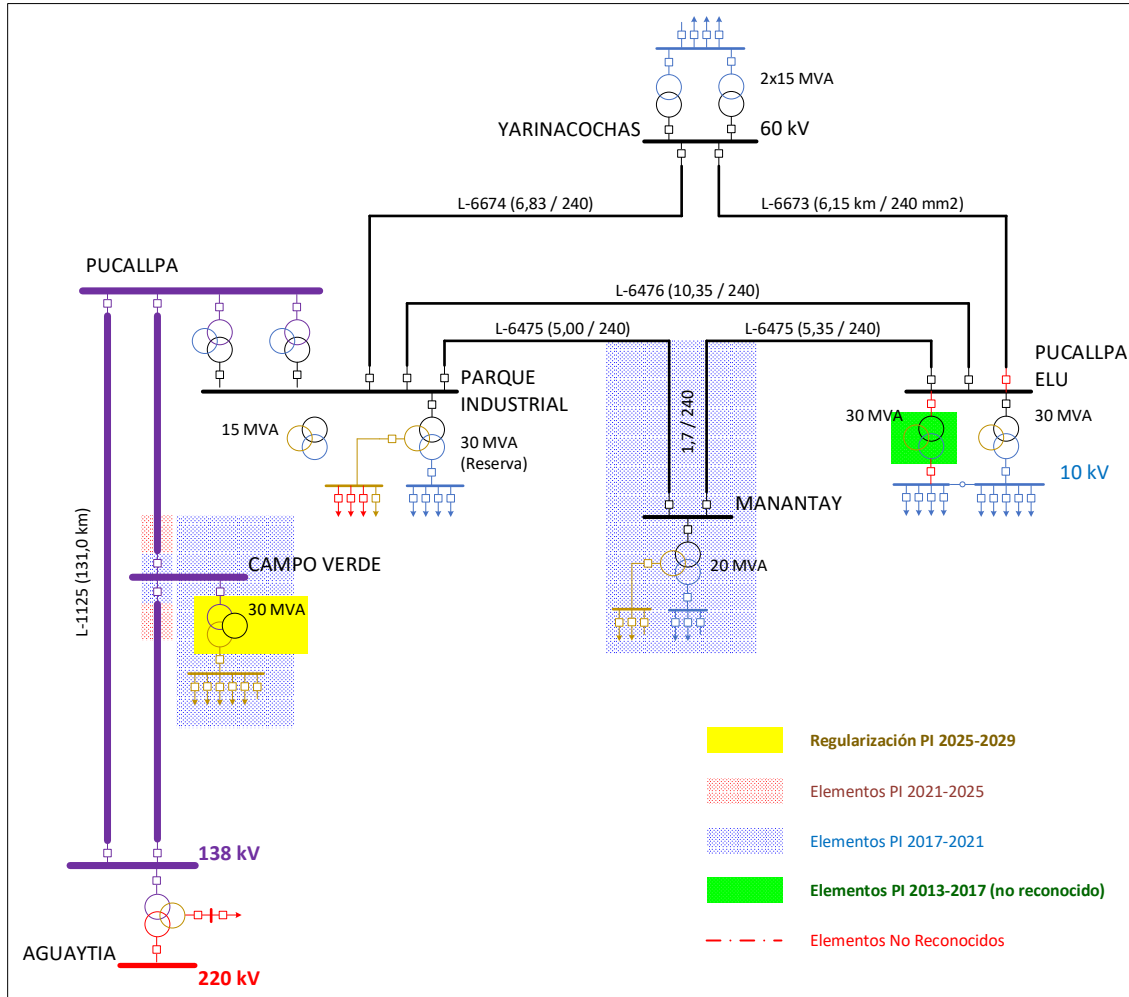 2x15 MVA
YARINACOCHAS
60 kV
L-6674 (6,83 / 240)
L-6673 (6,15 km / 240 mm2)
PUCALLPA
L-6476 (10,35 / 240)
L-6475 (5,00 / 240)
L-6475 (5,35 / 240)
PUCALLPA
ELU
PARQUE
INDUSTRIAL
15 MVA
30 MVA
(Reserva)
1,7 / 240
30 MVA
30 MVA
10 kV
MANANTAY
20 MVA
L-1125 (131,0 km)
CAMPO VERDE
30 MVA
138 kV
AGUAYTIA
220 kV
Regularización PI 2025-2029
Elementos PI 2021-2025
Elementos PI 2017-2021
Elementos PI 2013-2017 (no reconocido)
Elementos No Reconocidos